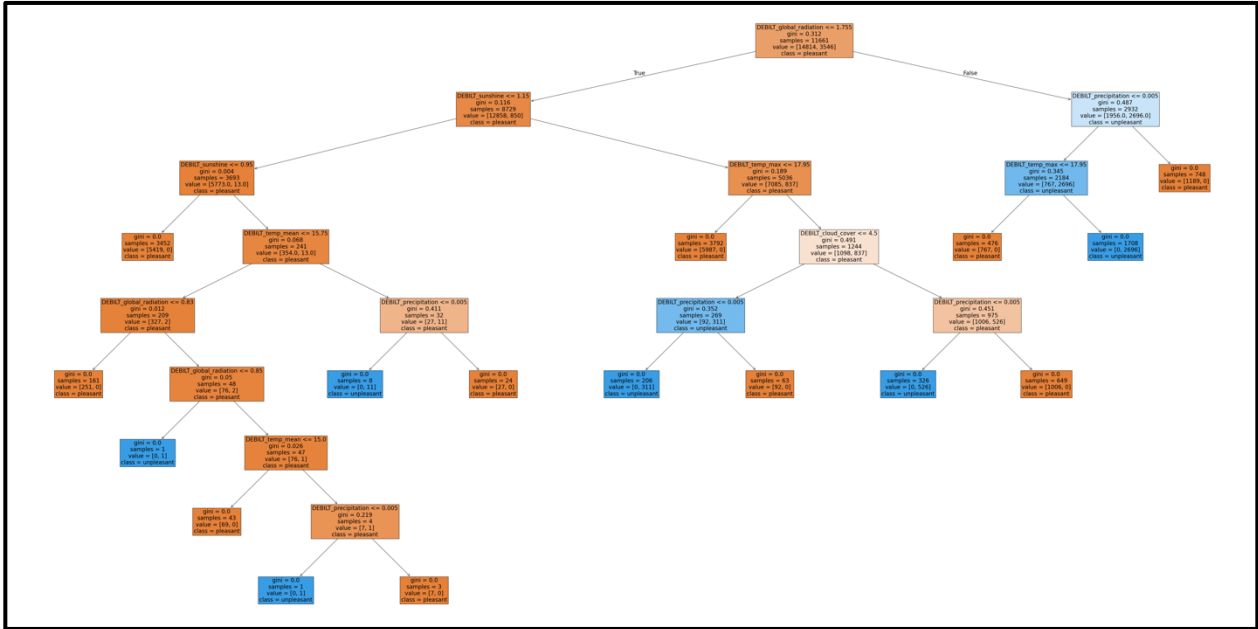 DEBILT_global_radiation <= 1.755
gini = 0.312
samples = 11661
value = [14814, 3546]
class = pleasant
True
False
DEBILT_sunshine <= 1.15
gini = 0.116
samples = 8729
value = [12858, 850]
class = pleasant
DEBILT_precipitation <= 0.005
gini = 0.487
samples = 2932
value = [1956.0, 2696.0]
class = unpleasant
DEBILT_sunshine <= 0.95
gini = 0.004
samples = 3693
value = [5773.0, 13.0]
class = pleasant
DEBILT_temp_max <= 17.95
gini = 0.189
samples = 5036
value = [7085, 837]
class = pleasant
DEBILT_temp_max <= 17.95
gini = 0.345
samples = 2184
value = [767, 2696]
class = unpleasant
gini = 0.0
samples = 748
value = [1189, 0]
class = pleasant
gini = 0.0
samples = 3452
value = [5419, 0]
class = pleasant
DEBILT_temp_mean <= 15.75
gini = 0.068
samples = 241
value = [354.0, 13.0]
class = pleasant
gini = 0.0
samples = 3792
value = [5987, 0]
class = pleasant
DEBILT_cloud_cover <= 4.5
gini = 0.491
samples = 1244
value = [1098, 837]
class = pleasant
gini = 0.0
samples = 476
value = [767, 0]
class = pleasant
gini = 0.0
samples = 1708
value = [0, 2696]
class = unpleasant
DEBILT_global_radiation <= 0.83
gini = 0.012
samples = 209
value = [327, 2]
class = pleasant
DEBILT_precipitation <= 0.005
gini = 0.411
samples = 32
value = [27, 11]
class = pleasant
DEBILT_precipitation <= 0.005
gini = 0.352
samples = 269
value = [92, 311]
class = unpleasant
DEBILT_precipitation <= 0.005
gini = 0.451
samples = 975
value = [1006, 526]
class = pleasant
gini = 0.0
samples = 161
value = [251, 0]
class = pleasant
DEBILT_global_radiation <= 0.85
gini = 0.05
samples = 48
value = [76, 2]
class = pleasant
gini = 0.0
samples = 8
value = [0, 11]
class = unpleasant
gini = 0.0
samples = 24
value = [27, 0]
class = pleasant
gini = 0.0
samples = 206
value = [0, 311]
class = unpleasant
gini = 0.0
samples = 63
value = [92, 0]
class = pleasant
gini = 0.0
samples = 326
value = [0, 526]
class = unpleasant
gini = 0.0
samples = 649
value = [1006, 0]
class = pleasant
gini = 0.0
samples = 1
value = [0, 1]
class = unpleasant
DEBILT_temp_mean <= 15.0
gini = 0.026
samples = 47
value = [76, 1]
class = pleasant
gini = 0.0
samples = 43
value = [69, 0]
class = pleasant
DEBILT_precipitation <= 0.005
gini = 0.219
samples = 4
value = [7, 1]
class = pleasant
gini = 0.0
samples = 1
value = [0, 1]
class = unpleasant
gini = 0.0
samples = 3
value = [7, 0]
class = pleasant